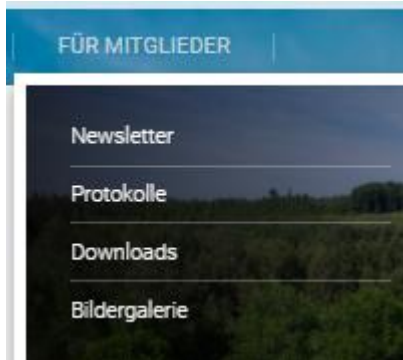 FÜR MITGLIEDER
Newsletter
Protokolle
Downloads
Bildergalerie